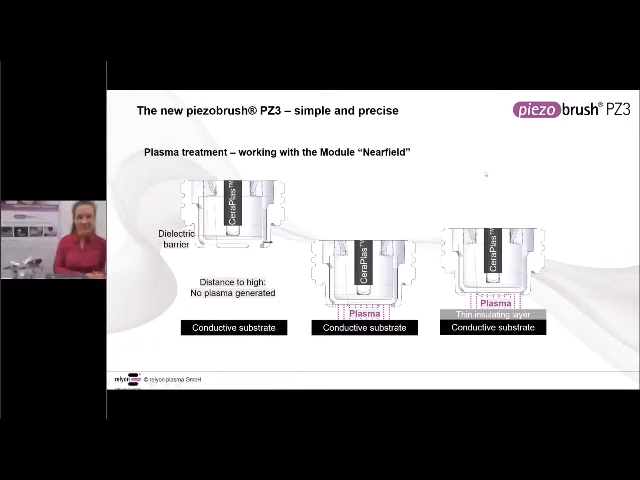 The new piezobrush® PZ3 – simple and precise
piezobrush® PZ3
Plasma treatment – working with the Module “Nearfield”
CeraPlas™
Dielectric
barrier
Distance to high:
No plasma generated
Conductive substrate
CeraPlas™
Plasma
Conductive substrate
CeraPlas™
Plasma
Thin insulating layer
Conductive substrate
relyon
© relyon plasma GmbH